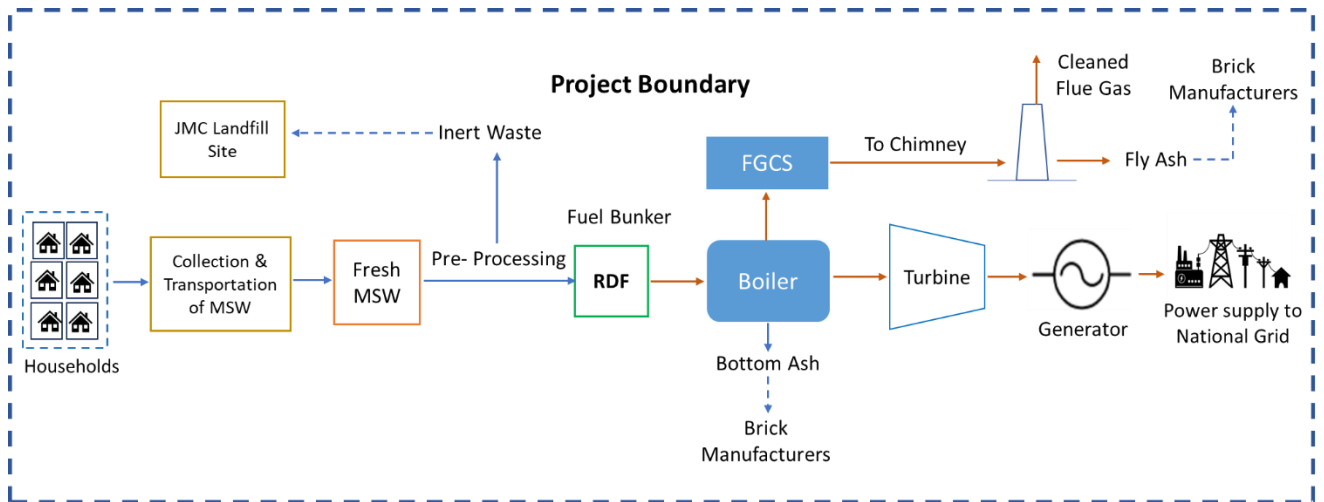 Project Boundary
Cleaned
Flue Gas
Brick
Manufacturers
JMC Landfill
Site
Inert Waste
FGCS
To Chimney
Fly Ash
Fuel Bunker
Households
Collection &
Transportation
of MSW
Fresh
MSW
Pre- Processing
RDF
Boiler
Turbine
Generator
Power supply to
National Grid
Bottom Ash
Brick
Manufacturers